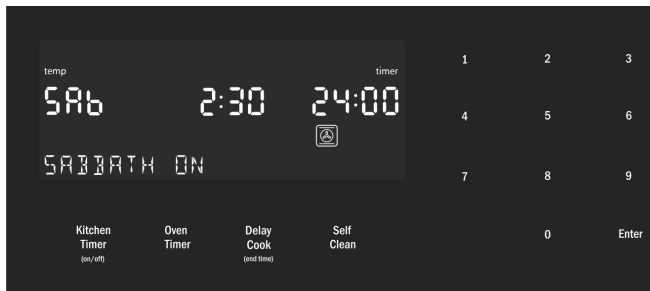 temp timer
SAb 2:30 24:00
SABBATH ON
Kitchen Timer (on/off)
Oven Timer
Delay Cook (end time)
Self Clean
1 2 3
4 5 6
7 8 9
0 Enter